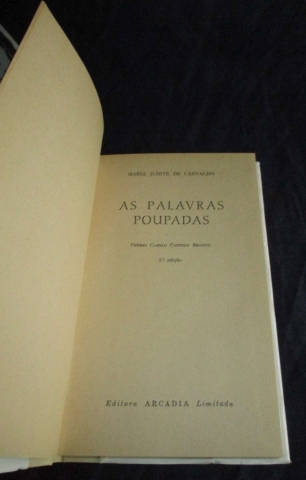 MARIA JUDITE DE CARVALHO
AS PALAVRAS
POUPADAS
Prémio Camilo Castelo Branco
2.ª edição
Editora ARCADIA Limitada